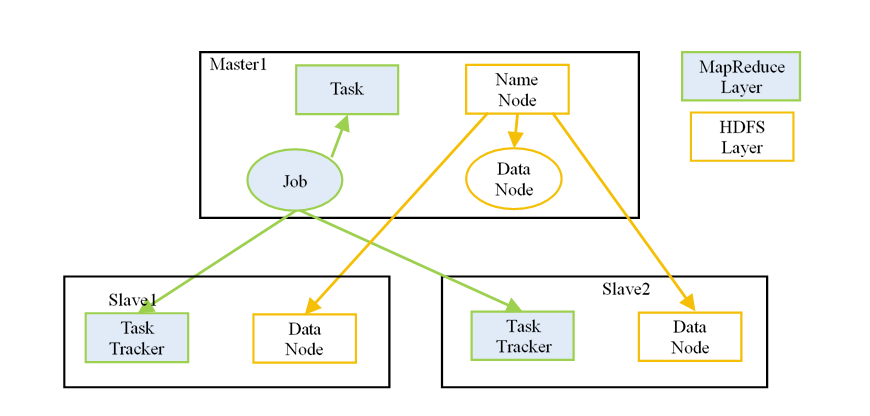 Master1
Task
Name
Node
MapReduce
Layer
HDFS
Layer
Job
Data
Node
Slave1
Task
Tracker
Data
Node
Slave2
Task
Tracker
Data
Node